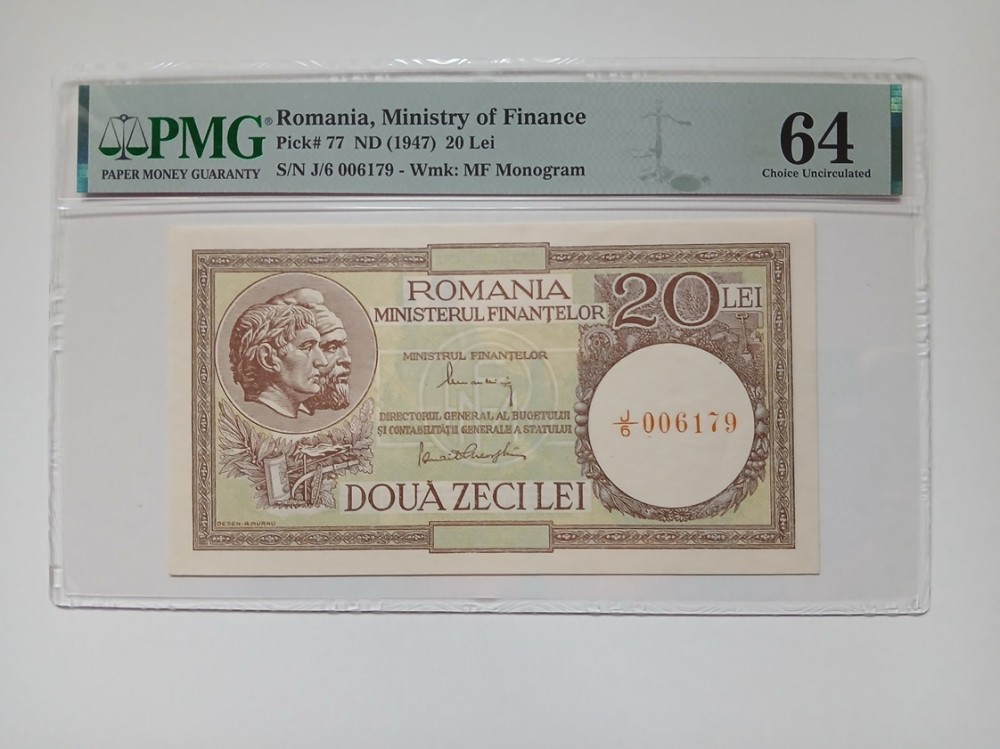 PMG®
PAPER MONEY GUARANTY
Romania, Ministry of Finance
Pick# 77 ND (1947) 20 Lei
S/N J/6 006179 - Wmk: MF Monogram
64
Choice Uncirculated
ROMANIA
MINISTERUL FINANȚELOR
20 LEI
MINISTRUL FINANȚELOR
DIRECTORUL GENERAL AL BUGETULUI
ȘI CONTABILITĂȚII GENERALE A STATULUI
J/6 006179
DOUĂ ZECI LEI
DESEN-A.MURNU